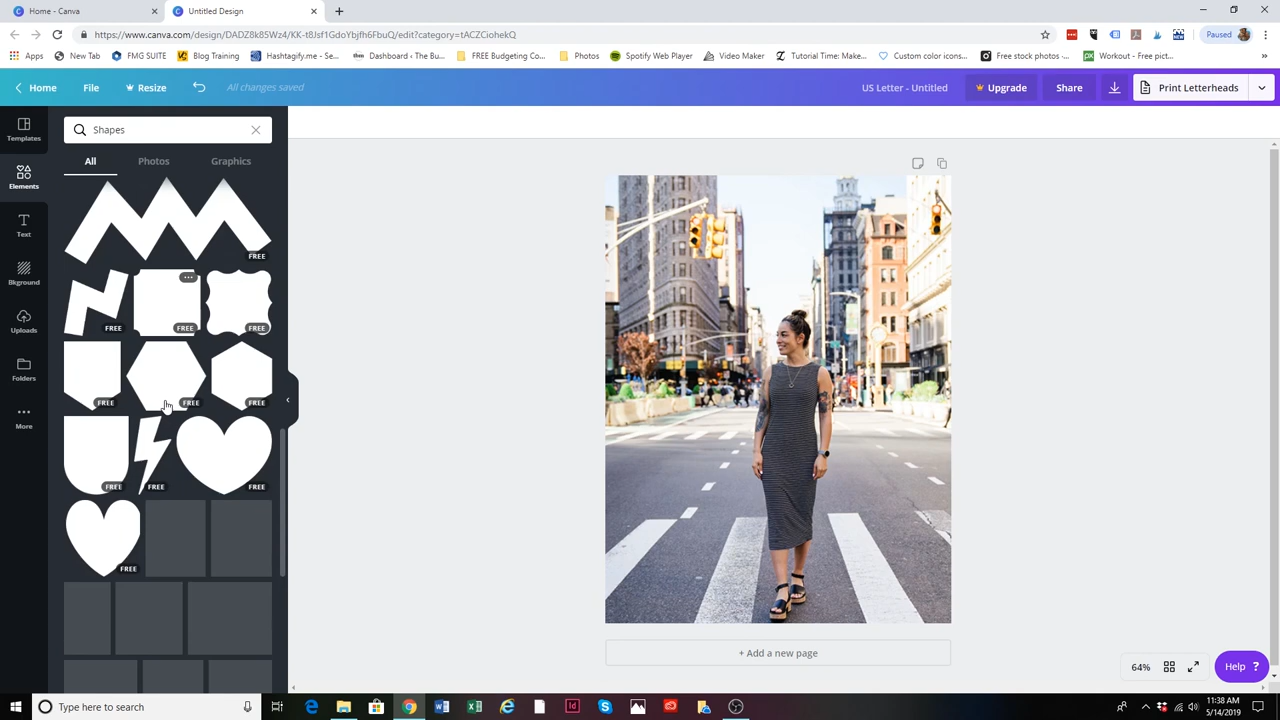 Home - Canva
Untitled Design
https://www.canva.com/design/DADZ8k85Wz4/KK-t8Jsf1GdoYbjfh6FbuQ/edit?category=tACZCiohekQ
Paused
Apps
New Tab
FMG SUITE
Blog Training
Hashtagify.me - Se...
Dashboard ‹ The Bu...
FREE Budgeting Co...
Photos
Spotify Web Player
Video Maker
Tutorial Time: Make...
Custom color icons...
Free stock photos ·...
Workout - Free pict...
Home
File
Resize
All changes saved
US Letter - Untitled
Upgrade
Share
Print Letterheads
Templates
Elements
Text
Bkground
Uploads
Folders
More
Shapes
All
Photos
Graphics
FREE
FREE
FREE
FREE
FREE
FREE
FREE
FREE
FREE
FREE
FREE
+ Add a new page
64%
Help ?
Type here to search
11:38 AM
5/14/2019